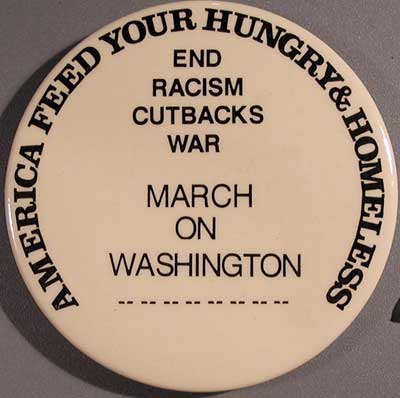 AMERICA FEED YOUR HUNGRY & HOMELESS
END
RACISM
CUTBACKS
WAR
MARCH
ON
WASHINGTON
-- -- -- -- -- -- -- --